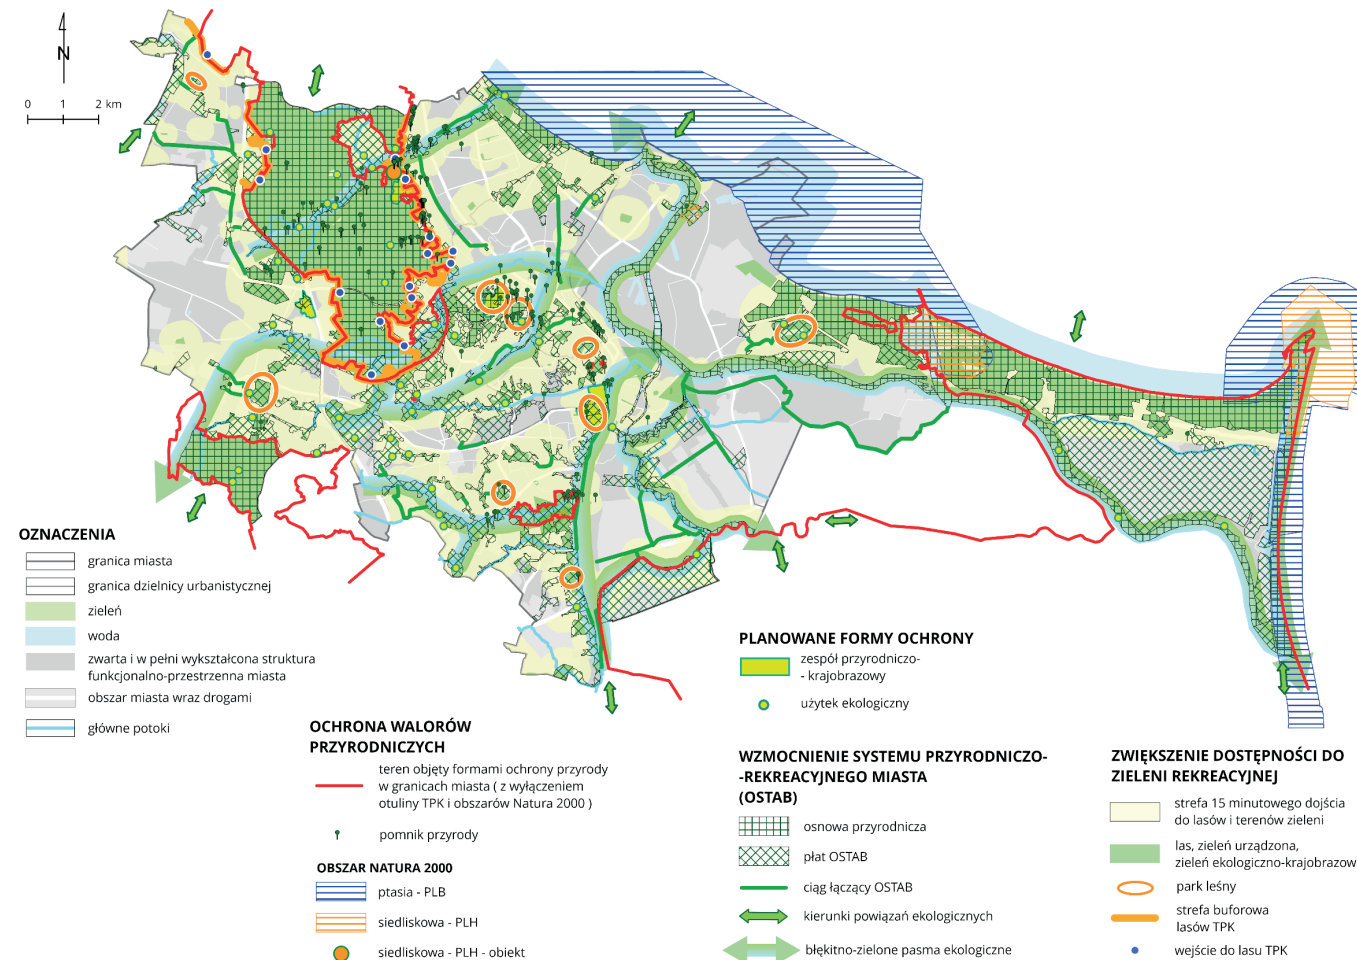 N
0 1 2 km
OZNACZENIA
granica miasta
granica dzielnicy urbanistycznej
zieleń
woda
zwarta i w pełni wykształcona struktura
funkcjonalno-przestrzenna miasta
obszar miasta wraz drogami
główne potoki
OCHRONA WALORÓW
PRZYRODNICZYCH
teren objęty formami ochrony przyrody
w granicach miasta ( z wyłączeniem
otuliny TPK i obszarów Natura 2000 )
pomnik przyrody
OBSZAR NATURA 2000
ptasia - PLB
siedliskowa - PLH
siedliskowa - PLH - obiekt
PLANOWANE FORMY OCHRONY
zespół przyrodniczo-
- krajobrazowy
użytek ekologiczny
WZMOCNIENIE SYSTEMU PRZYRODNICZO-
-REKREACYJNEGO MIASTA
(OSTAB)
osnowa przyrodnicza
płat OSTAB
ciąg łączący OSTAB
kierunki powiązań ekologicznych
błękitno-zielone pasma ekologiczne
ZWIĘKSZENIE DOSTĘPNOŚCI DO
ZIELENI REKREACYJNEJ
strefa 15 minutowego dojścia
do lasów i terenów zieleni
las, zieleń urządzona,
zieleń ekologiczno-krajobrazow
park leśny
strefa buforowa
lasów TPK
wejście do lasu TPK